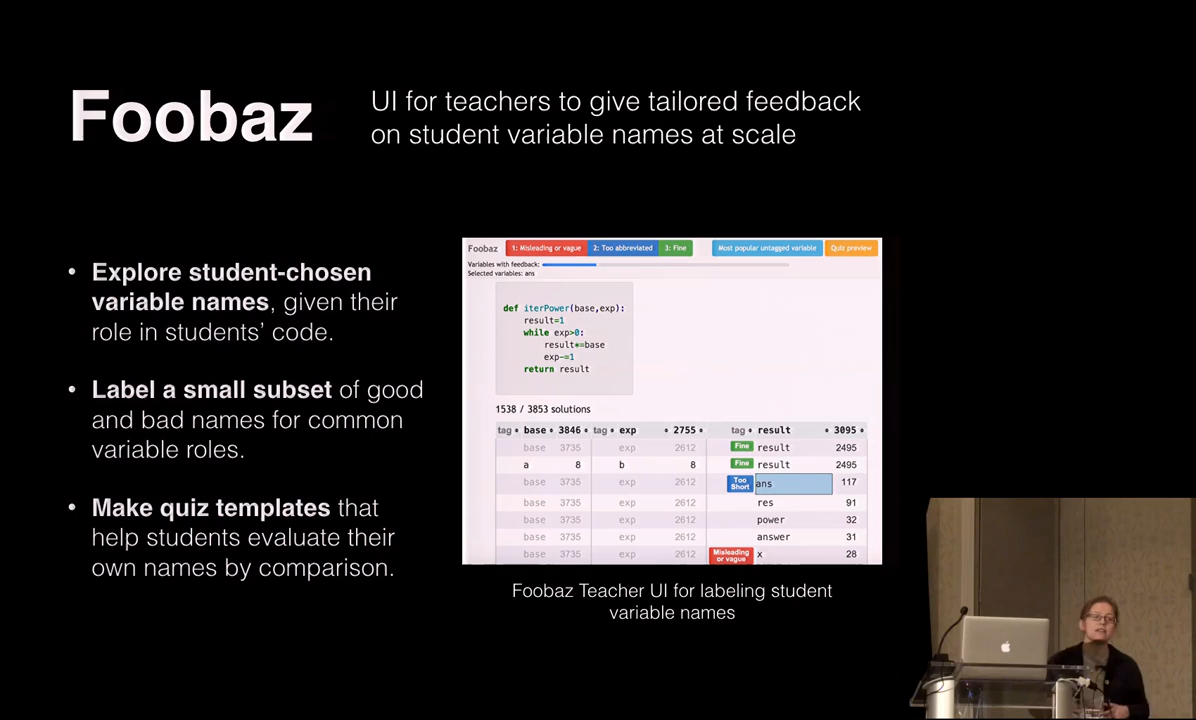 Foobaz
UI for teachers to give tailored feedback
on student variable names at scale
• Explore student-chosen
variable names, given their
role in students' code.
• Label a small subset of good
and bad names for common
variable roles.
• Make quiz templates that
help students evaluate their
own names by comparison.
Foobaz 1: Misleading or vague 2: Too abbreviated 3: Fine Most popular untagged variable Quiz preview
Variables with feedback:
Selected variables: ans
def iterPower(base,exp):
result=1
while exp>0:
result*=base
exp-=1
return result
1538 / 3853 solutions
tag base 3846 tag exp 2755 tag result 3095
base 3735 exp 2612 Fine result 2495
a 8 b 8 Fine result 2495
base 3735 exp 2612 Too Short ans 117
base 3735 exp 2612 res 91
base 3735 exp 2612 power 32
base 3735 exp 2612 answer 31
base 3735 exp 2612 Misleading or vague x 28
Foobaz Teacher UI for labeling student
variable names